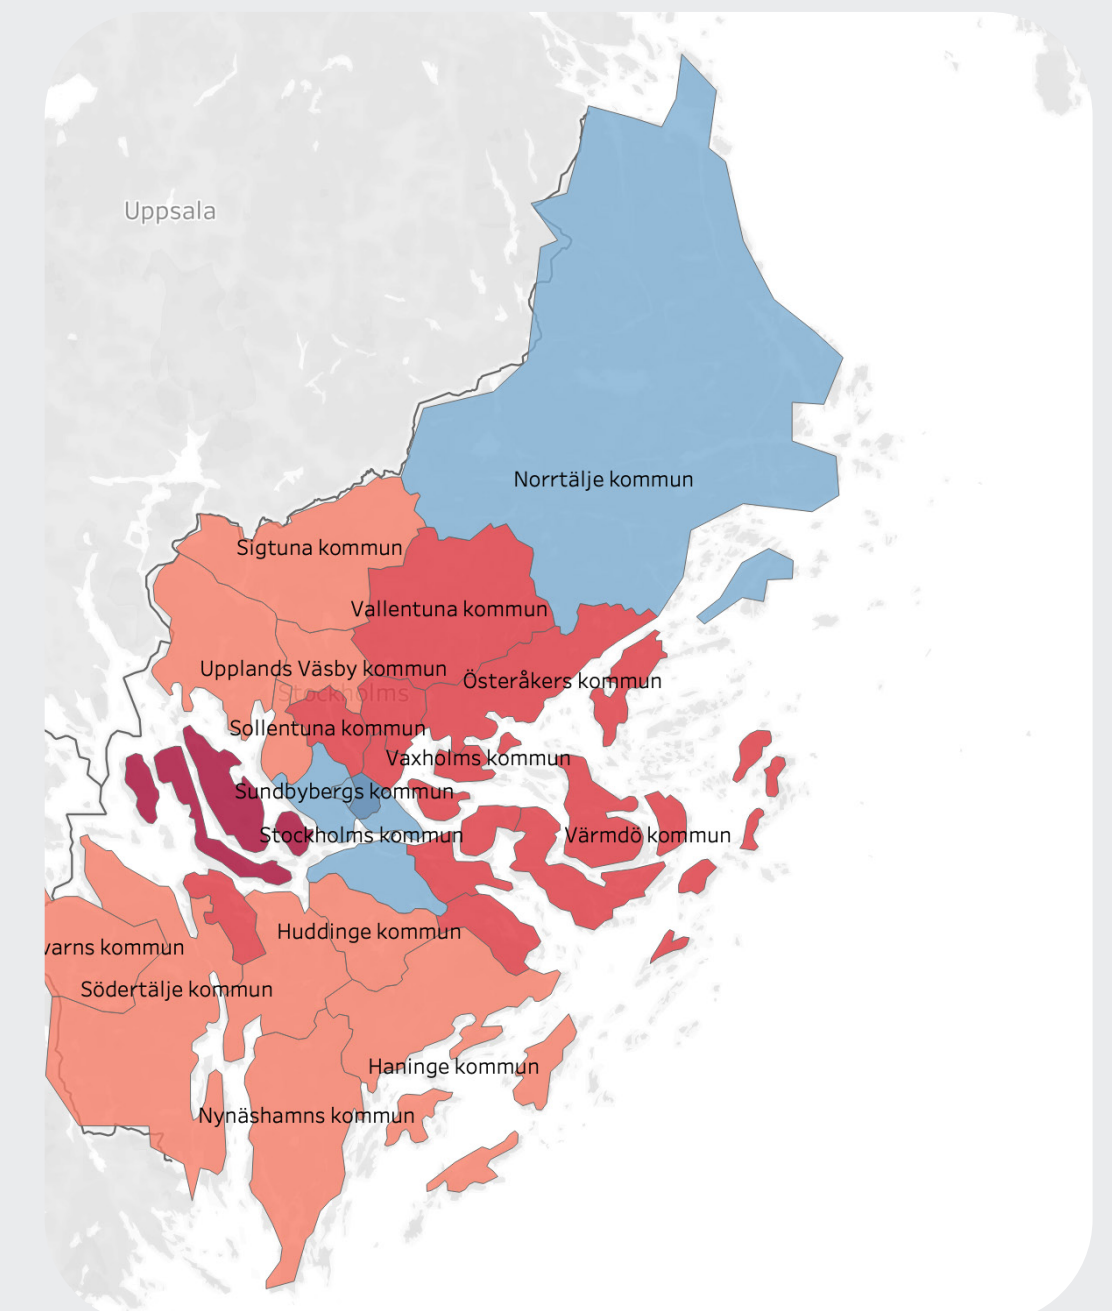 Uppsala
Norrtälje kommun
Sigtuna kommun
Vallentuna kommun
Upplands Väsby kommun
Österåkers kommun
Stockholms
Sollentuna kommun
Vaxholms kommun
Sundbybergs kommun
Stockholms kommun
Värmdö kommun
Huddinge kommun
varns kommun
Södertälje kommun
Haninge kommun
Nynäshamns kommun